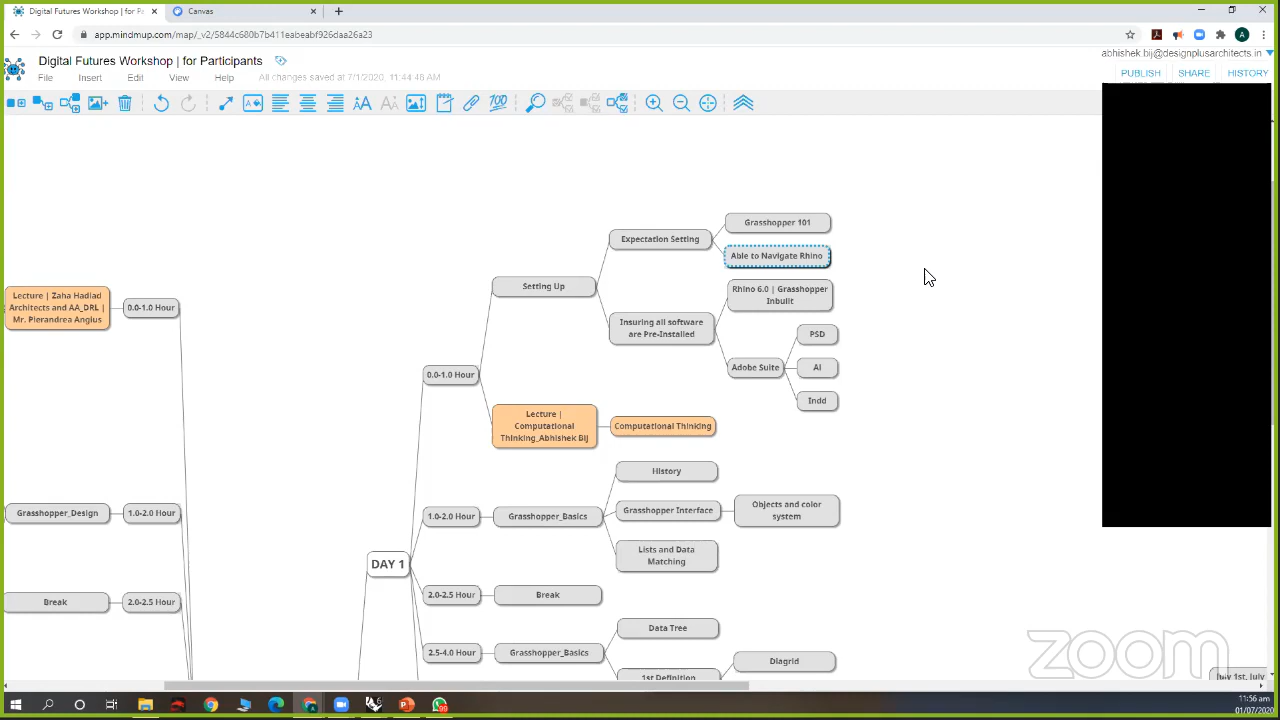 Digital Futures Workshop | for Pa
Canvas
app.mindmup.com/map/_v2/5844c680b7b411eabeabf926daa26a23
A
Digital Futures Workshop | for Participants
abhishek.bij@designplusarchitects.in
File Insert Edit View Help All changes saved at 7/1/2020, 11:44:46 AM
PUBLISH SHARE HISTORY
Grasshopper 101
Expectation Setting
Able to Navigate Rhino
Setting Up
Rhino 6.0 | Grasshopper
Inbuilt
Insuring all software
are Pre-Installed
PSD
Adobe Suite
AI
Indd
Lecture | Zaha Hadiad
Architects and AA_DRL |
Mr. Pierandrea Angius
0.0-1.0 Hour
0.0-1.0 Hour
Lecture |
Computational
Thinking_Abhishek Bij
Computational Thinking
History
1.0-2.0 Hour
Grasshopper_Basics
Grasshopper Interface
Objects and color
system
Lists and Data
Matching
Grasshopper_Design
1.0-2.0 Hour
DAY 1
2.0-2.5 Hour
Break
Break
2.0-2.5 Hour
Data Tree
2.5-4.0 Hour
Grasshopper_Basics
Diagrid
1st Definition
July 1st, July
zoom
11:56 am
01/07/2020